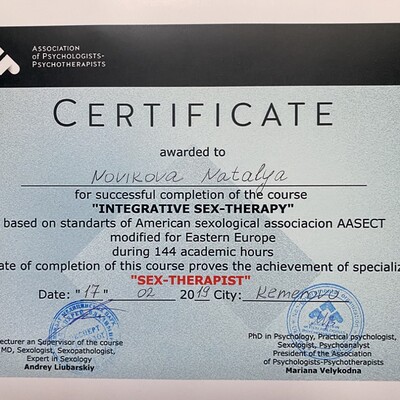 ASSOCIATION
OF PSYCHOLOGISTS-
PSYCHOTHERAPISTS
CERTIFICATE
awarded to
Novikova Natalya
for successful completion of the course
"INTEGRATIVE SEX-THERAPY"
based on standarts of American sexological associacion AASECT
modified for Eastern Europe
during 144 academic hours
ate of completion of this course proves the achievement of specializ
"SEX-THERAPIST"
Date: "17" 02 2019 City: Kemerovo
ecturer an Supervisor of the course
MD, Sexologist, Sexopathologist,
Expert in Sexology
Andrey Liubarskiy
PhD in Psychology, Practical psychologist,
Sexologist, Psychoanalyst
President of the Association
of Psychologists-Psychotherapists
Mariana Velykodna